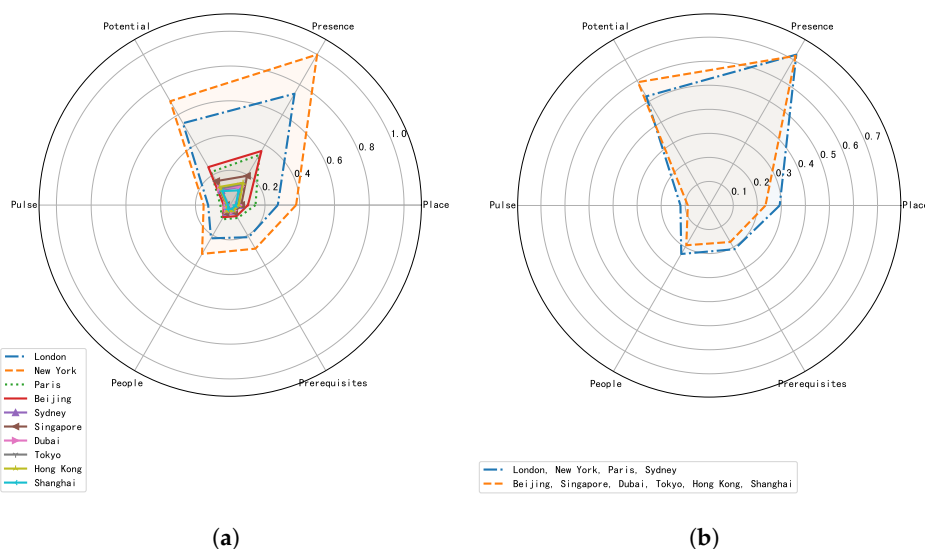 Potential
Presence
Pulse
Place
People
Prerequisites
0.2
0.4
0.6
0.8
1.0
London
New York
Paris
Beijing
Sydney
Singapore
Dubai
Tokyo
Hong Kong
Shanghai
(a)
Potential
Presence
Pulse
Place
People
Prerequisites
0.1
0.2
0.3
0.4
0.5
0.6
0.7
London, New York, Paris, Sydney
Beijing, Singapore, Dubai, Tokyo, Hong Kong, Shanghai
(b)